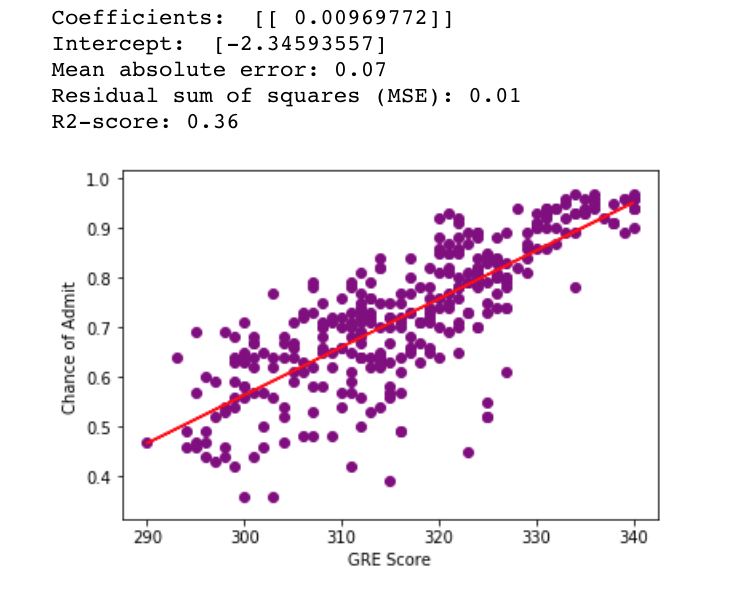 Coefficients:  [[ 0.00969772]]
Intercept:  [-2.34593557]
Mean absolute error: 0.07
Residual sum of squares (MSE): 0.01
R2-score: 0.36
1.0
0.9
0.8
0.7
0.6
0.5
0.4
Chance of Admit
290 300 310 320 330 340
GRE Score